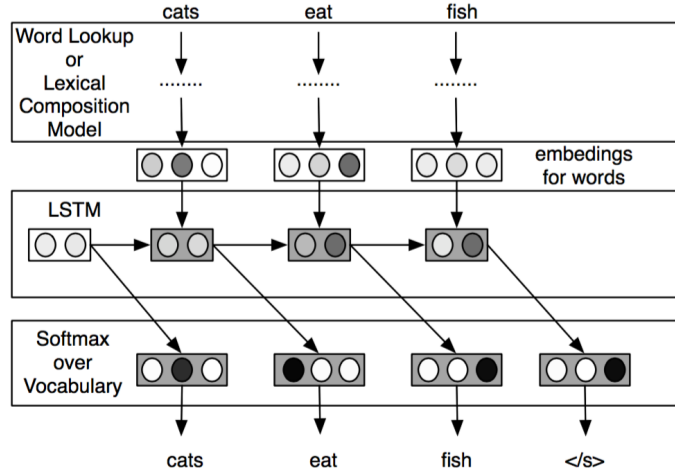 cats eat fish
Word Lookup
or
Lexical
Composition
Model
........ ........ ........
embedings
for words
LSTM
Softmax
over
Vocabulary
cats eat fish </s>